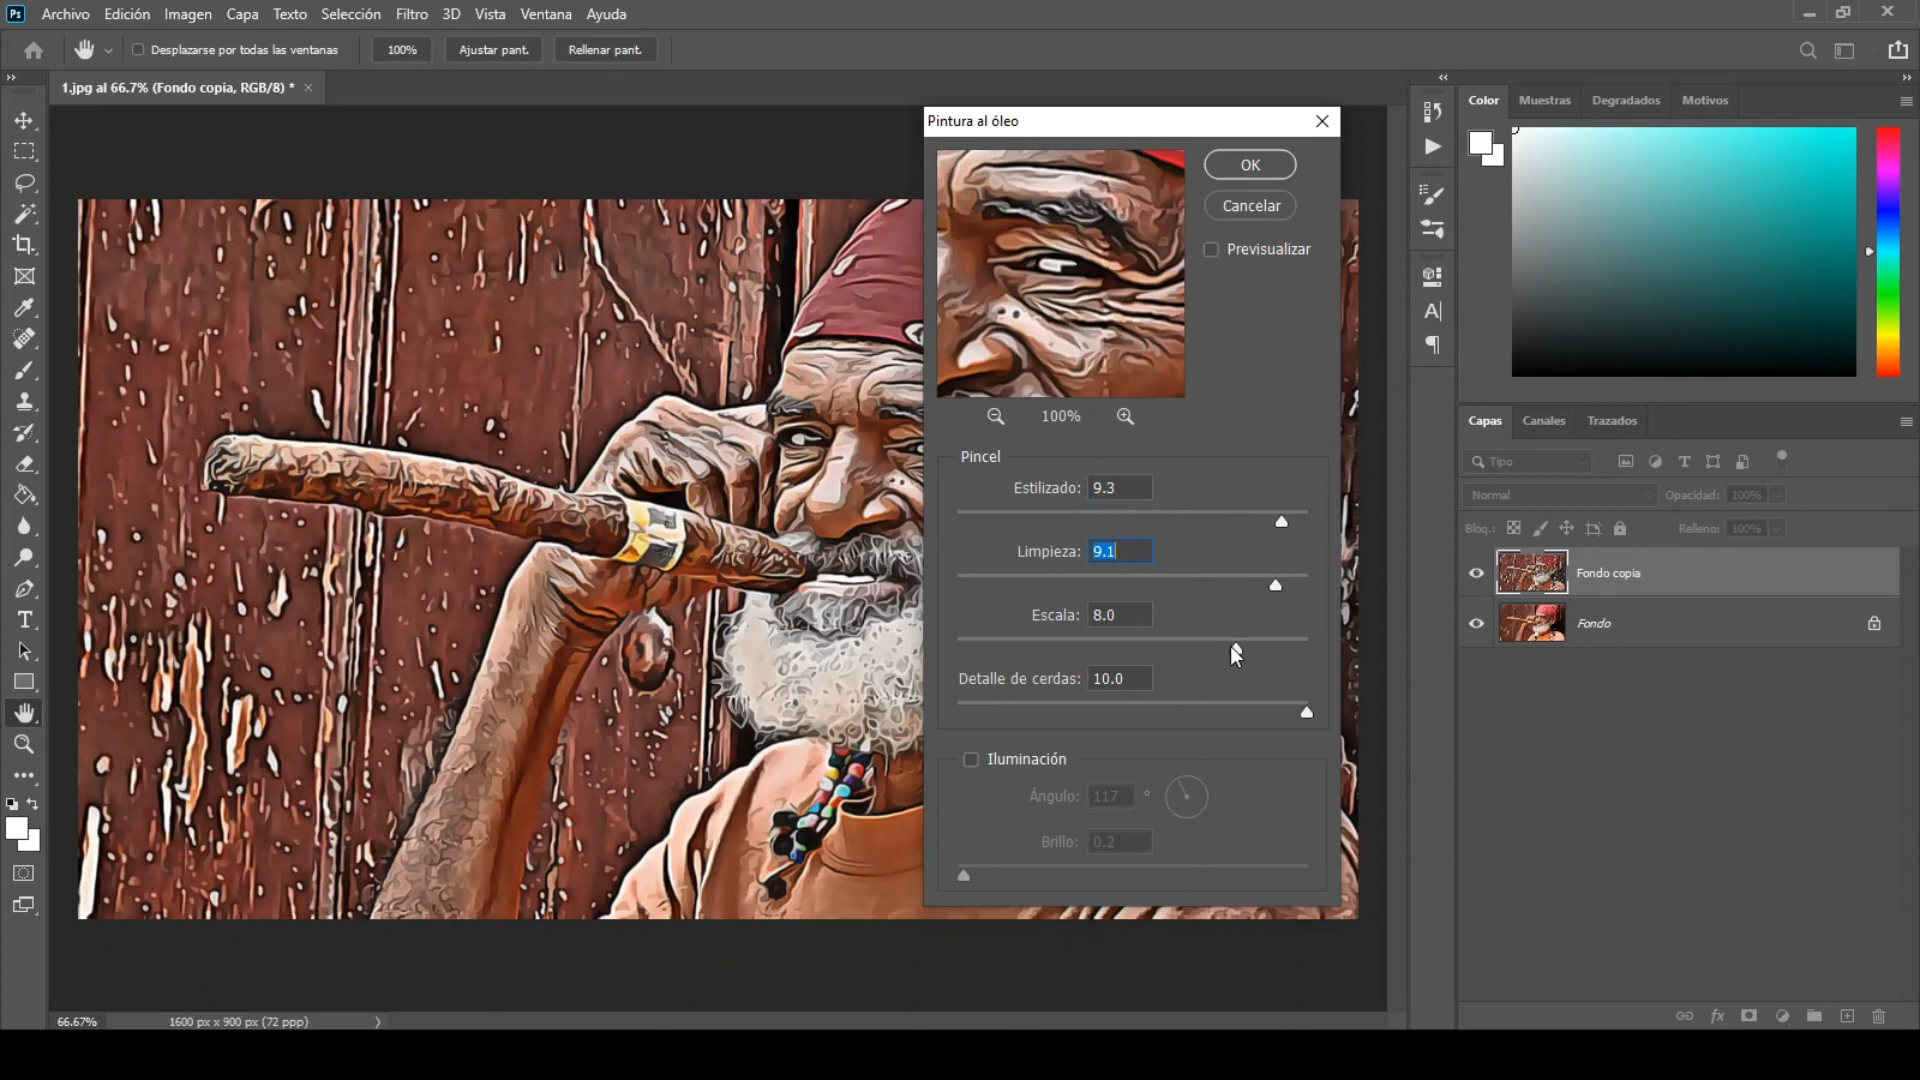 Ps Archivo Edición Imagen Capa Texto Selección Filtro 3D Vista Ventana Ayuda
Desplazarse por todas las ventanas 100% Ajustar pant. Rellenar pant.
1.jpg al 66.7% (Fondo copia, RGB/8) *
Pintura al óleo
OK
Cancelar
Previsualizar
100%
Pincel
Estilizado: 9.3
Limpieza: 9.1
Escala: 8.0
Detalle de cerdas: 10.0
Iluminación
Ángulo: 117 °
Brillo: 0.2
Color Muestras Degradados Motivos
Capas Canales Trazados
Tipo
Normal Opacidad: 100%
Bloq.: Relleno: 100%
Fondo copia
Fondo
66.67% 1600 px x 900 px (72 ppp)